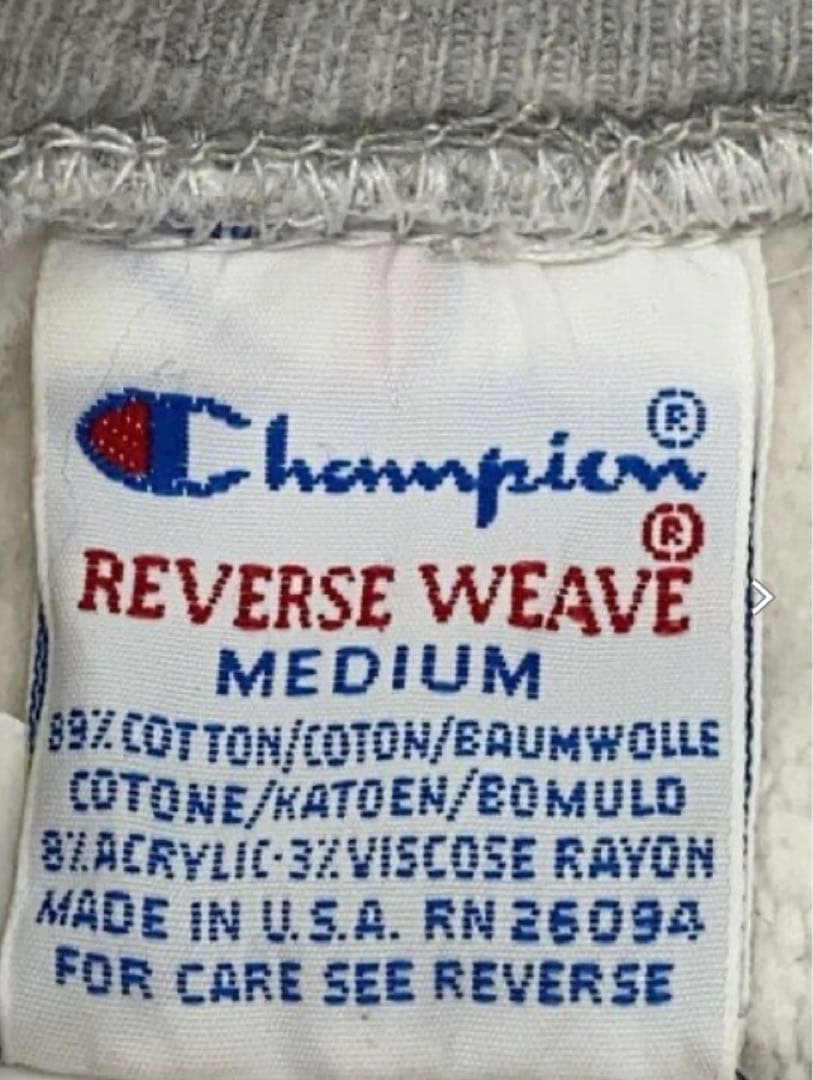 Champion®
REVERSE WEAVE®
MEDIUM
89% COTTON/COTON/BAUMWOLLE
COTONE/KATOEN/BOMULD
8% ACRYLIC·3% VISCOSE RAYON
MADE IN U.S.A. RN 26094
FOR CARE SEE REVERSE